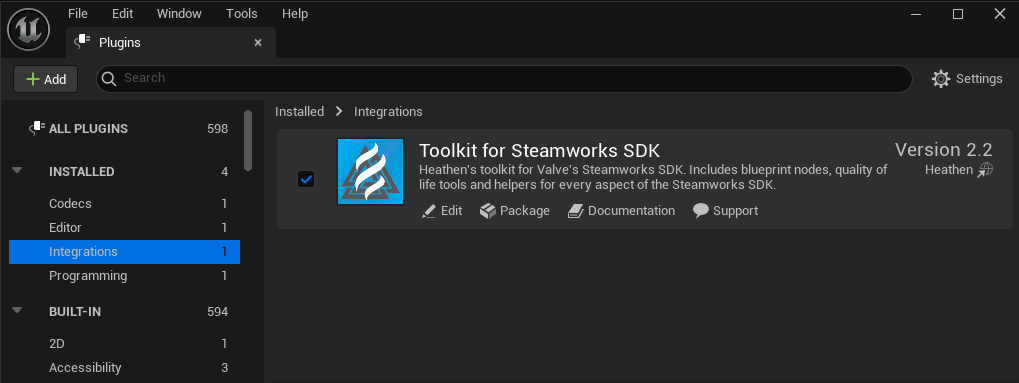 File Edit Window Tools Help
Plugins
Add
Search
Settings
ALL PLUGINS 598
INSTALLED 4
Codecs 1
Editor 1
Integrations 1
Programming 1
BUILT-IN 594
2D 1
Accessibility 3
Installed > Integrations
Toolkit for Steamworks SDK
Version 2.2
Heathen's toolkit for Valve's Steamworks SDK. Includes blueprint nodes, quality of
life tools and helpers for every aspect of the Steamworks SDK.
Heathen
Edit Package Documentation Support